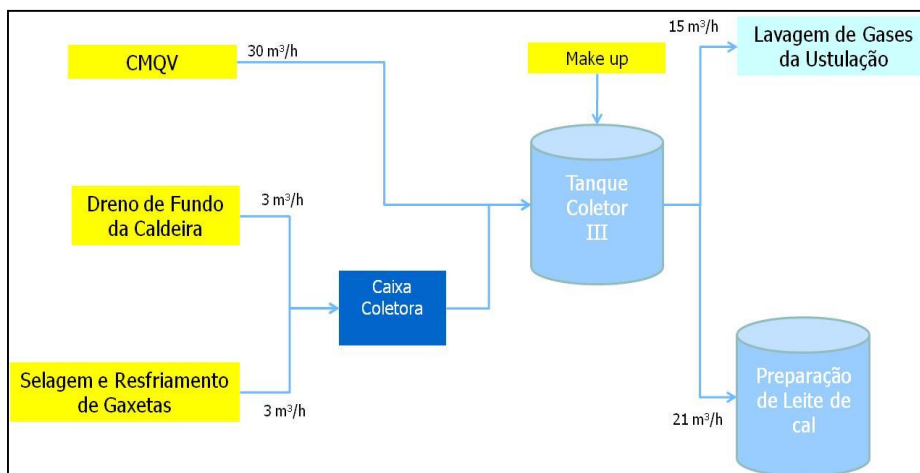 CMQV
30 m³/h
Make up
15 m³/h
Lavagem de Gases
da Ustulação
Dreno de Fundo
da Caldeira
3 m³/h
Tanque
Coletor
III
Caixa
Coletora
Selagem e Resfriamento
de Gaxetas
3 m³/h
Preparação
de Leite de
cal
21 m³/h